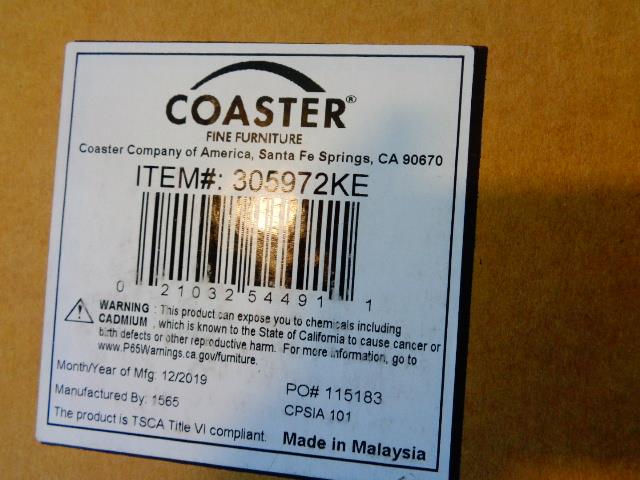 COASTER®
FINE FURNITURE
Coaster Company of America, Santa Fe Springs, CA 90670
ITEM#: 305972KE
0 21032 54491 1
WARNING : This product can expose you to chemicals including
CADMIUM , which is known to the State of California to cause cancer or
birth defects or other reproductive harm. For more information, go to
www.P65Warnings.ca.gov/furniture.
Month/Year of Mfg: 12/2019
Manufactured By: 1565
PO# 115183
CPSIA 101
The product is TSCA Title VI compliant.
Made in Malaysia